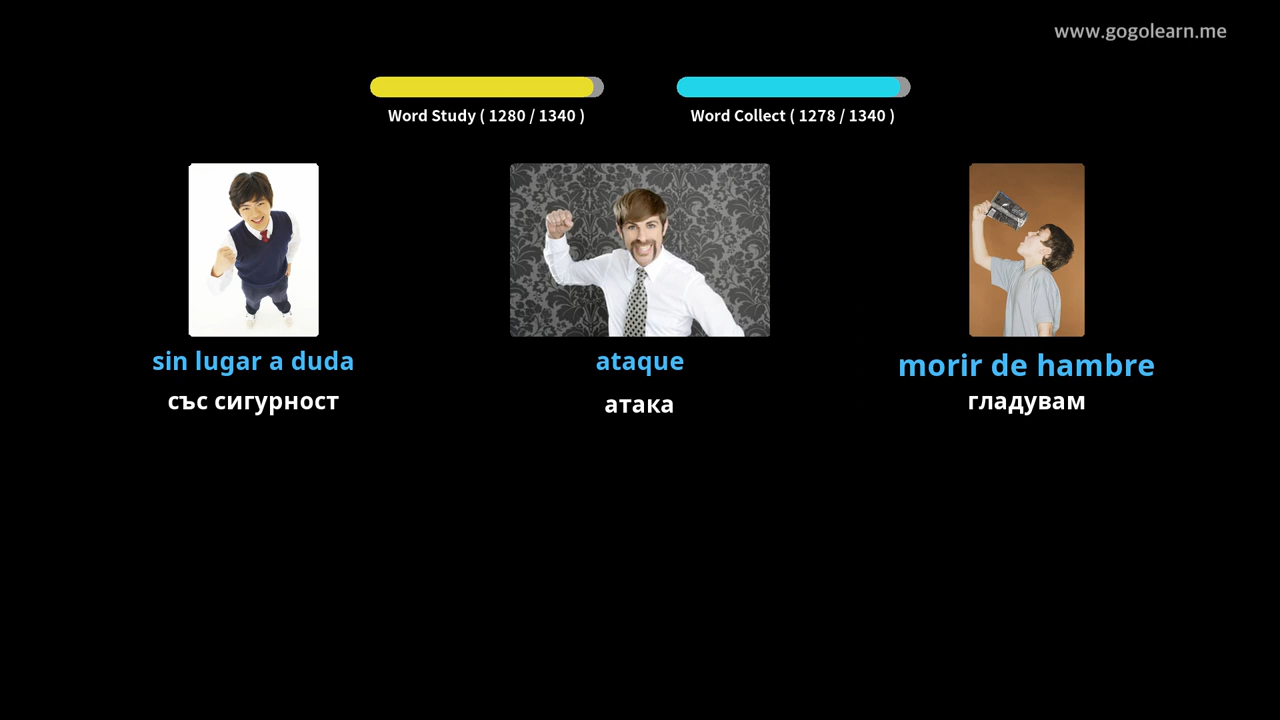 www.gogolearn.me
Word Study ( 1280 / 1340 )
Word Collect ( 1278 / 1340 )
sin lugar a duda
ataque
morir de hambre
със сигурност
атака
гладувам